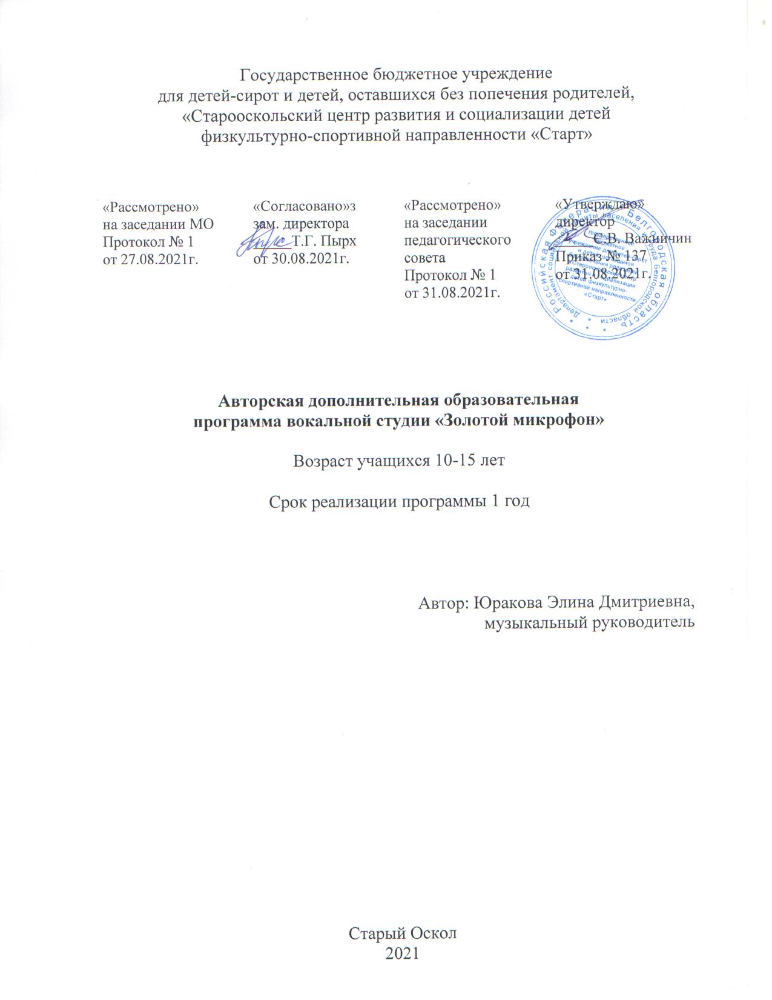 Государственное бюджетное учреждение
для детей-сирот и детей, оставшихся без попечения родителей,
«Старооскольский центр развития и социализации детей
физкультурно-спортивной направленности «Старт»
«Рассмотрено»
на заседании МО
Протокол № 1
от 27.08.2021г.
«Согласовано»з
зам. директора
_____Т.Г. Пырх
от 30.08.2021г.
«Рассмотрено»
на заседании
педагогического
совета
Протокол № 1
от 31.08.2021г.
«Утверждаю»
директор
_____С.В. Важничин
Приказ № 137
от 31.08.2021г.
Российская Федерация Белгородская область
Департамент социальной защиты населения и труда Белгородской области
государственное
бюджетное
учреждение для детей-сирот
и детей, оставшихся
без попечения родителей,
«Старооскольский центр
развития и социализации
детей физкультурно-
спортивной направленности
«Старт»
Авторская дополнительная образовательная
программа вокальной студии «Золотой микрофон»
Возраст учащихся 10-15 лет
Срок реализации программы 1 год
Автор: Юракова Элина Дмитриевна,
музыкальный руководитель
Старый Оскол
2021